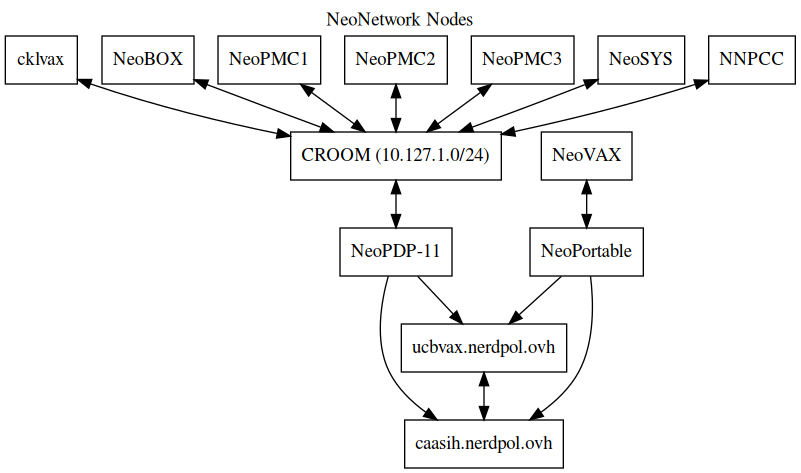 NeoNetwork Nodes
cklvax
NeoBOX
NeoPMC1
NeoPMC2
NeoPMC3
NeoSYS
NNPCC
CROOM (10.127.1.0/24)
NeoVAX
NeoPDP-11
NeoPortable
ucbvax.nerdpol.ovh
caasih.nerdpol.ovh